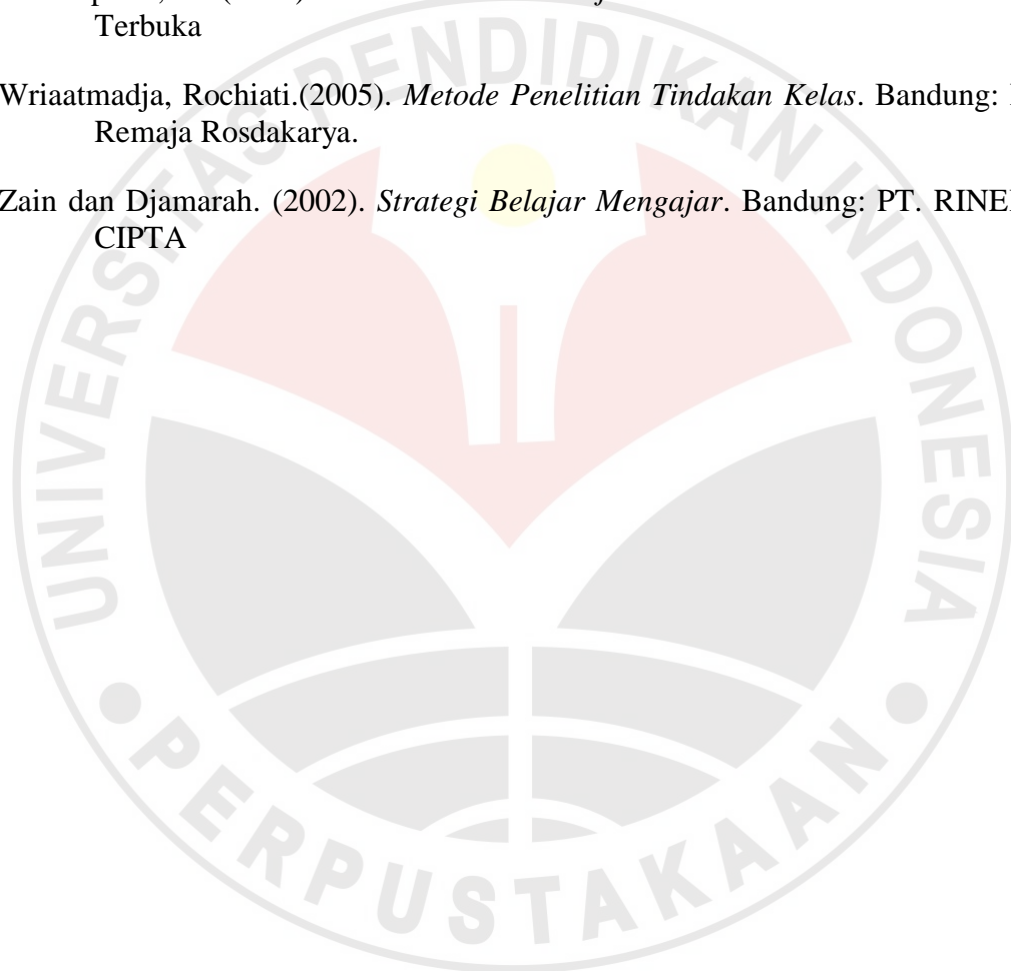 Terbuka
Wriaatmadja, Rochiati.(2005). Metode Penelitian Tindakan Kelas. Bandung:
Remaja Rosdakarya.
Zain dan Djamarah. (2002). Strategi Belajar Mengajar. Bandung: PT.
CIPTA
UNIVERSITAS PENDIDIKAN INDONESIA
PERPUSTAKAAN